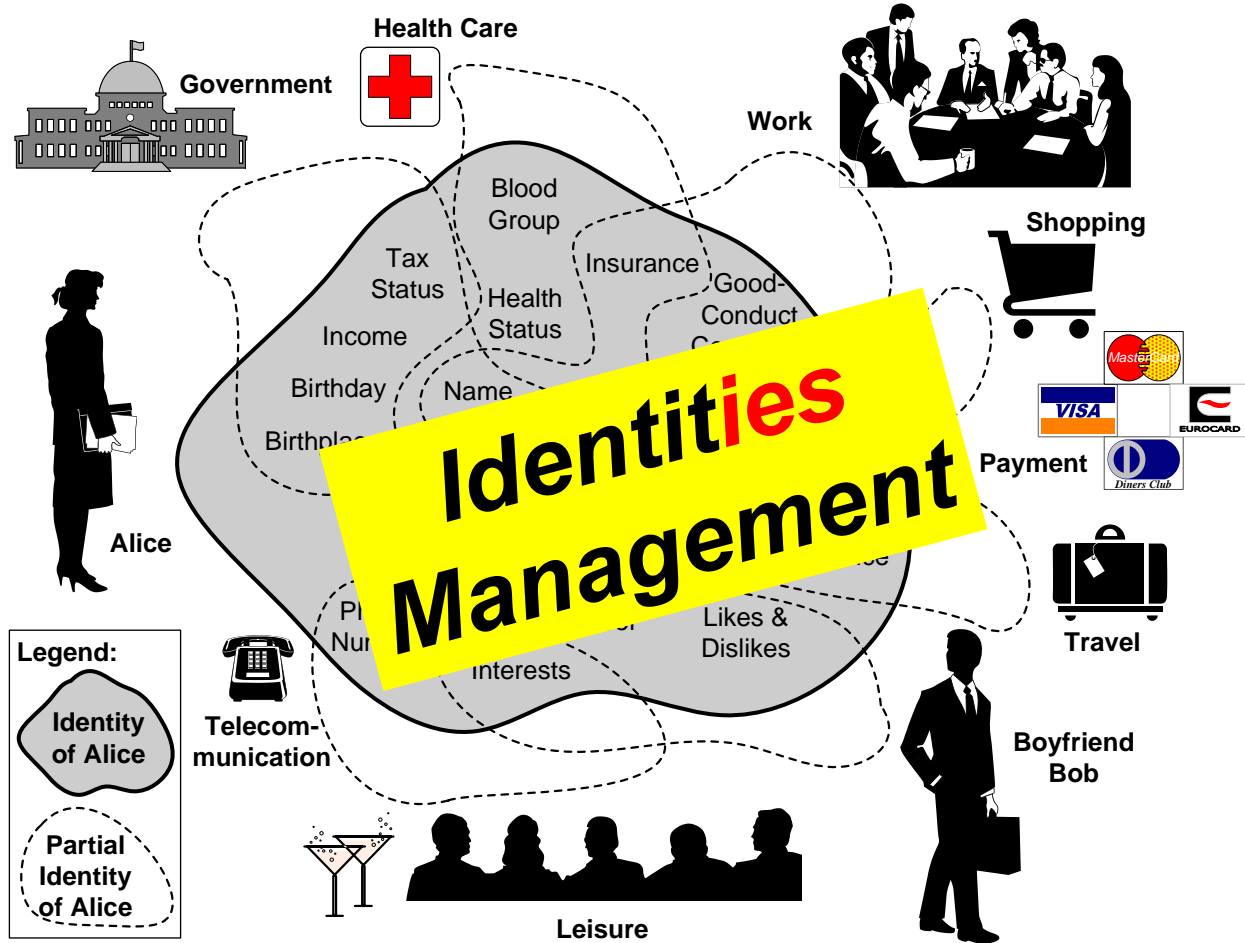 Health Care
Government
Work
Shopping
Blood
Group
Tax
Status
Insurance
Good-
Conduct
Health
Status
Income
Birthday
Name
MasterCard
VISA
EUROCARD
Diners Club
Payment
Identities
Management
Alice
Travel
Likes &
Dislikes
Interests
Legend:
Identity
of Alice
Partial
Identity
of Alice
Telecom-
munication
Boyfriend
Bob
Leisure